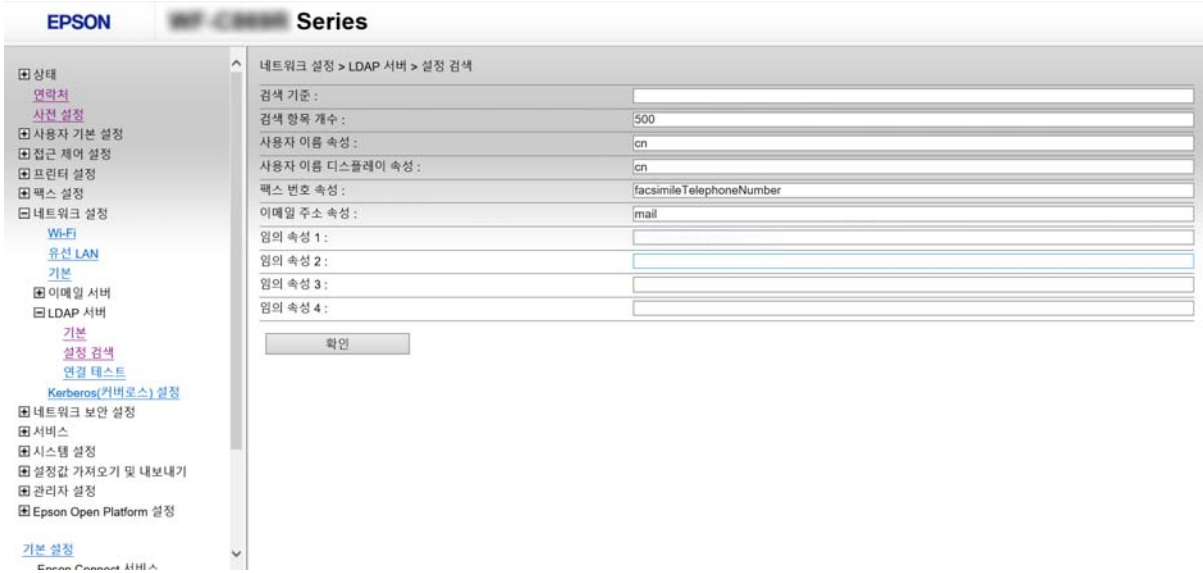 EPSON
Series
상태
연락처
사전 설정
사용자 기본 설정
접근 제어 설정
프린터 설정
팩스 설정
네트워크 설정
Wi-Fi
유선 LAN
기본
이메일 서버
LDAP 서버
기본
설정 검색
연결 테스트
Kerberos(커버로스) 설정
네트워크 보안 설정
서비스
시스템 설정
설정값 가져오기 및 내보내기
관리자 설정
Epson Open Platform 설정
기본 설정
Epson Connect 서비스
네트워크 설정 > LDAP 서버 > 설정 검색
검색 기준 :
검색 항목 개수 : 500
사용자 이름 속성 : cn
사용자 이름 디스플레이 속성 : cn
팩스 번호 속성 : facsimileTelephoneNumber
이메일 주소 속성 : mail
임의 속성 1 :
임의 속성 2 :
임의 속성 3 :
임의 속성 4 :
확인